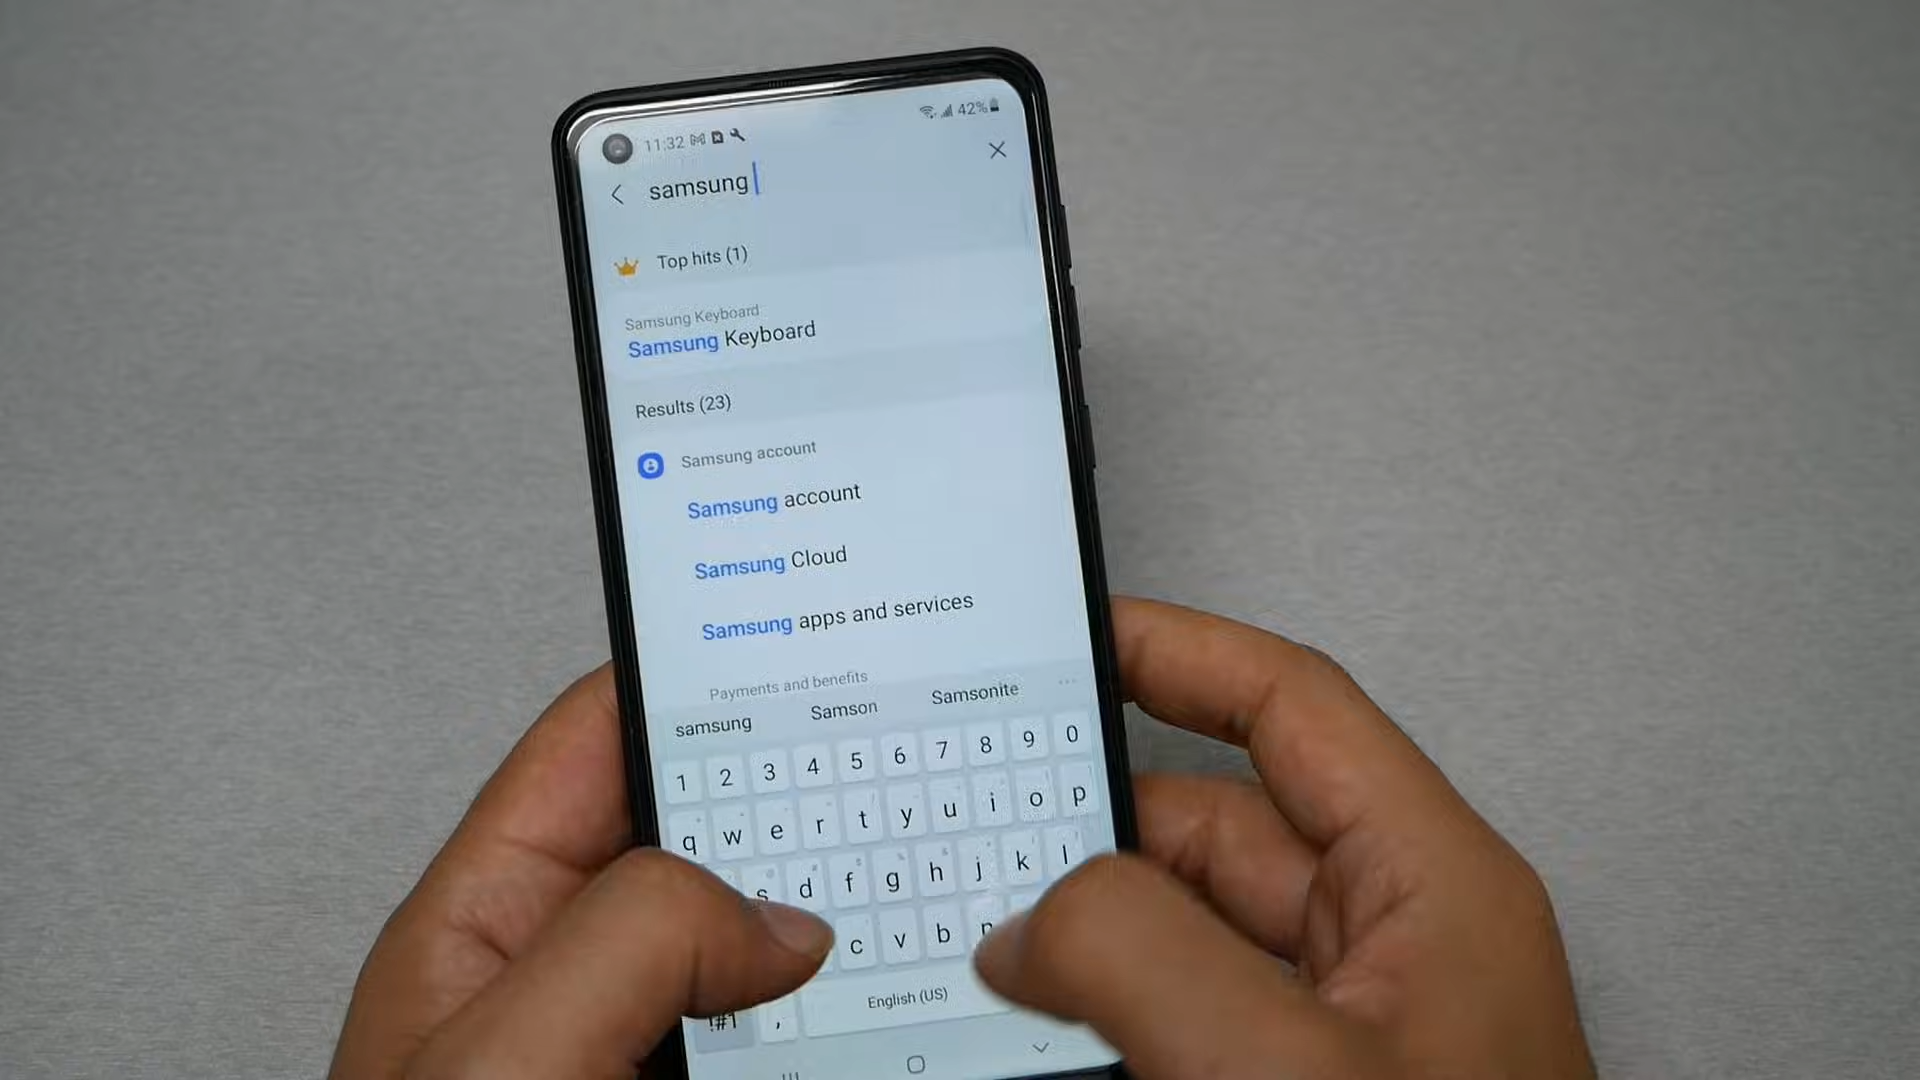 11:32 42%
samsung
Top hits (1)
Samsung Keyboard
Samsung Keyboard
Results (23)
Samsung account
Samsung account
Samsung Cloud
Samsung apps and services
Payments and benefits
samsung Samson Samsonite ...
1 2 3 4 5 6 7 8 9 0
q w e r t y u i o p
s d f g h j k l
c v b n
!#1 , English (US)